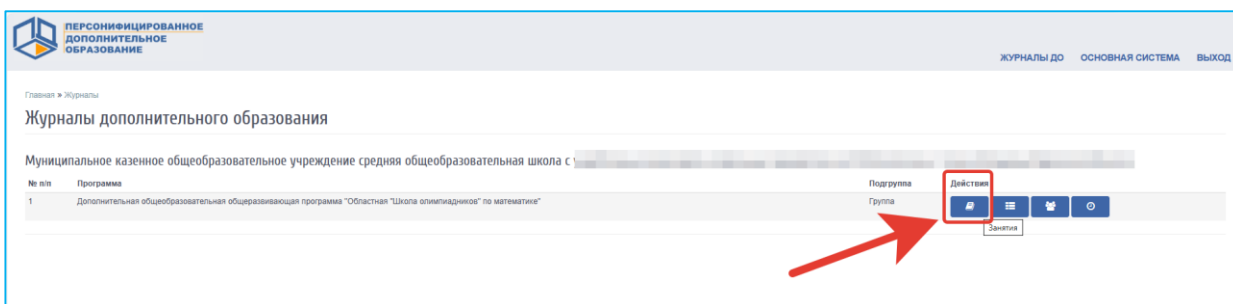 ПЕРСОНИФИЦИРОВАННОЕ
ДОПОЛНИТЕЛЬНОЕ
ОБРАЗОВАНИЕ
ЖУРНАЛЫ ДО ОСНОВНАЯ СИСТЕМА ВЫХОД
Главная » Журналы
Журналы дополнительного образования
Муниципальное казенное общеобразовательное учреждение средняя общеобразовательная школа с
№ п/п Программа Подгруппа Действия
1 Дополнительная общеобразовательная общеразвивающая программа "Областная "Школа олимпиадников" по математике" Группа
Занятия